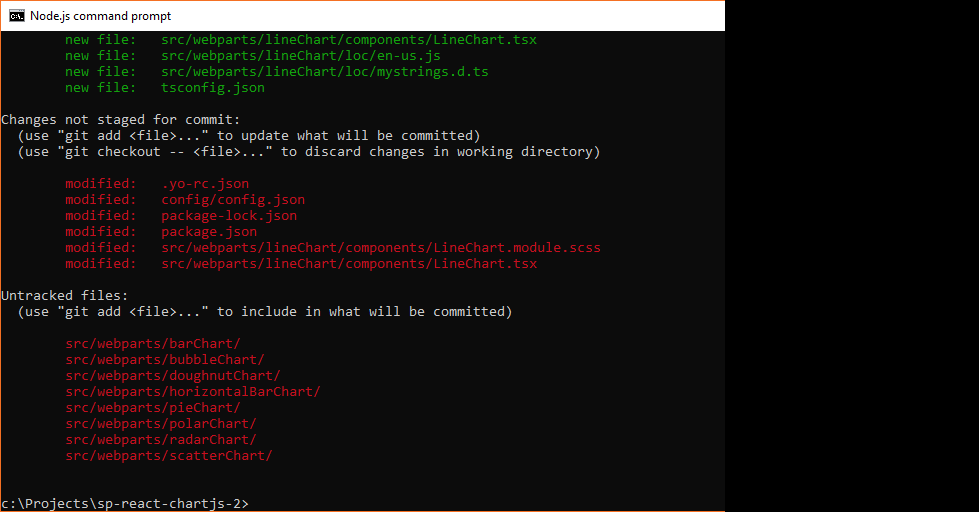 Node.js command prompt
new file:   src/webparts/lineChart/components/LineChart.tsx
new file:   src/webparts/lineChart/loc/en-us.js
new file:   src/webparts/lineChart/loc/mystrings.d.ts
new file:   tsconfig.json
Changes not staged for commit:
(use "git add <file>..." to update what will be committed)
(use "git checkout -- <file>..." to discard changes in working directory)
modified:   .yo-rc.json
modified:   config/config.json
modified:   package-lock.json
modified:   package.json
modified:   src/webparts/lineChart/components/LineChart.module.scss
modified:   src/webparts/lineChart/components/LineChart.tsx
Untracked files:
(use "git add <file>..." to include in what will be committed)
src/webparts/barChart/
src/webparts/bubbleChart/
src/webparts/doughnutChart/
src/webparts/horizontalBarChart/
src/webparts/pieChart/
src/webparts/polarChart/
src/webparts/radarChart/
src/webparts/scatterChart/
c:\Projects\sp-react-chartjs-2>